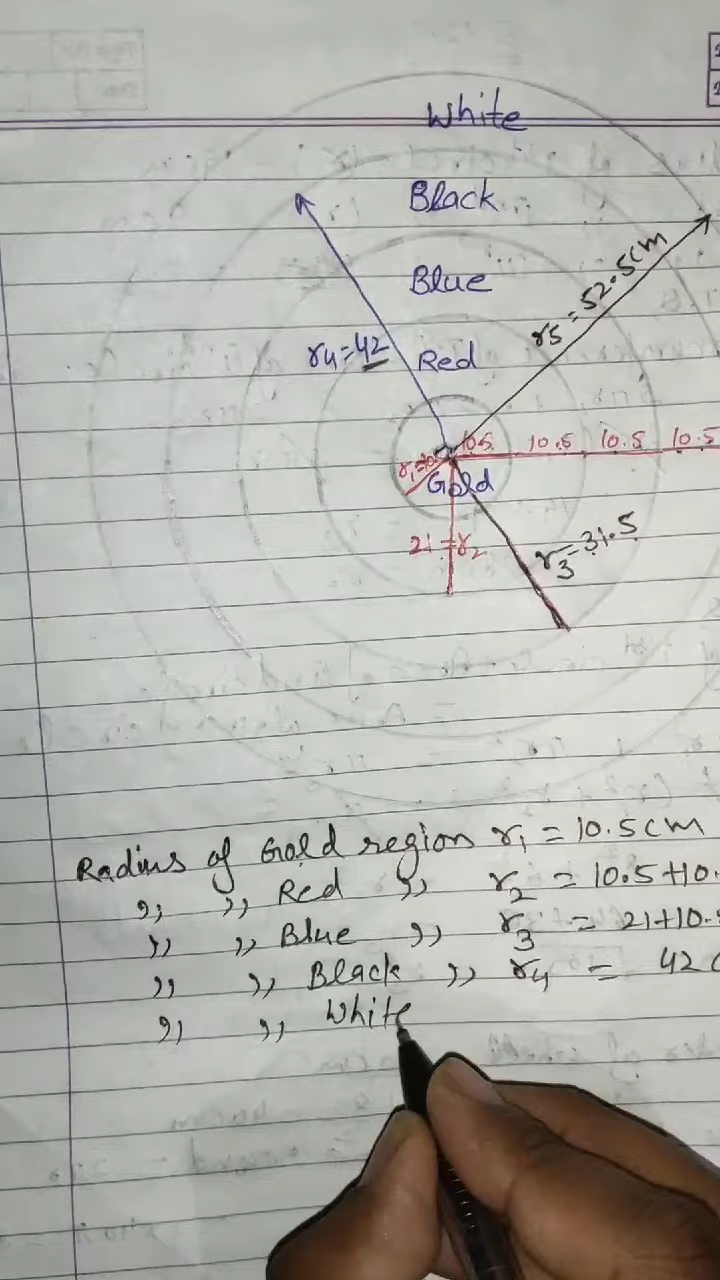 White
Black
Blue
r5 = 52.5cm
r4=42
Red
10.5 10.5 10.5 10.5
Gold
21 r2
r3=31.5
Radius of Gold region r1 = 10.5cm
,, ,, Red ,, r2 = 10.5+10.
,, ,, Blue ,, r3 = 21+10.
,, ,, Black ,, r4 = 42
,, ,, White